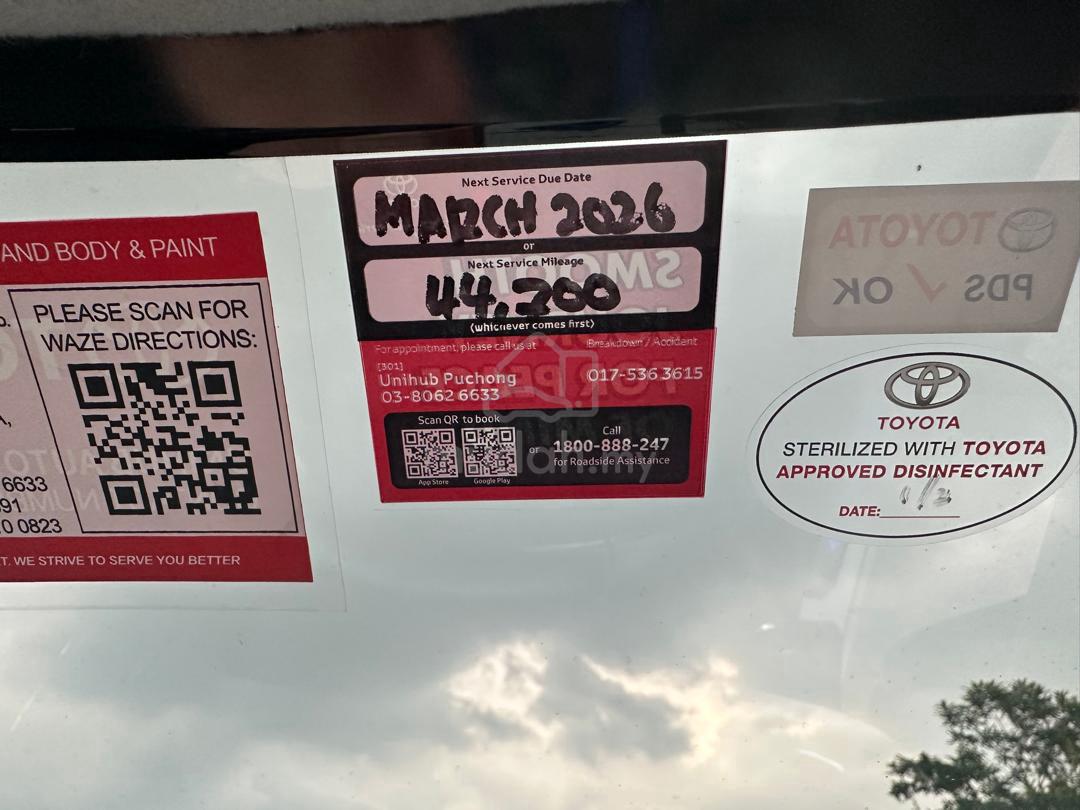 AND BODY & PAINT
PLEASE SCAN FOR
WAZE DIRECTIONS:
6633
91
0 0823
T. WE STRIVE TO SERVE YOU BETTER
Next Service Due Date
MARCH 2026
or
Next Service Mileage
44,200
(whichever comes first)
For appointment, please call us at
Breakdown / Accident
[301]
Unihub Puchong
017-536 3615
03-8062 6633
Scan QR to book
App Store
or
Google Play
Call
1800-888-247
for Roadside Assistance
mudah.my
TOYOTA
PDS OK
TOYOTA
STERILIZED WITH TOYOTA
APPROVED DISINFECTANT
DATE: